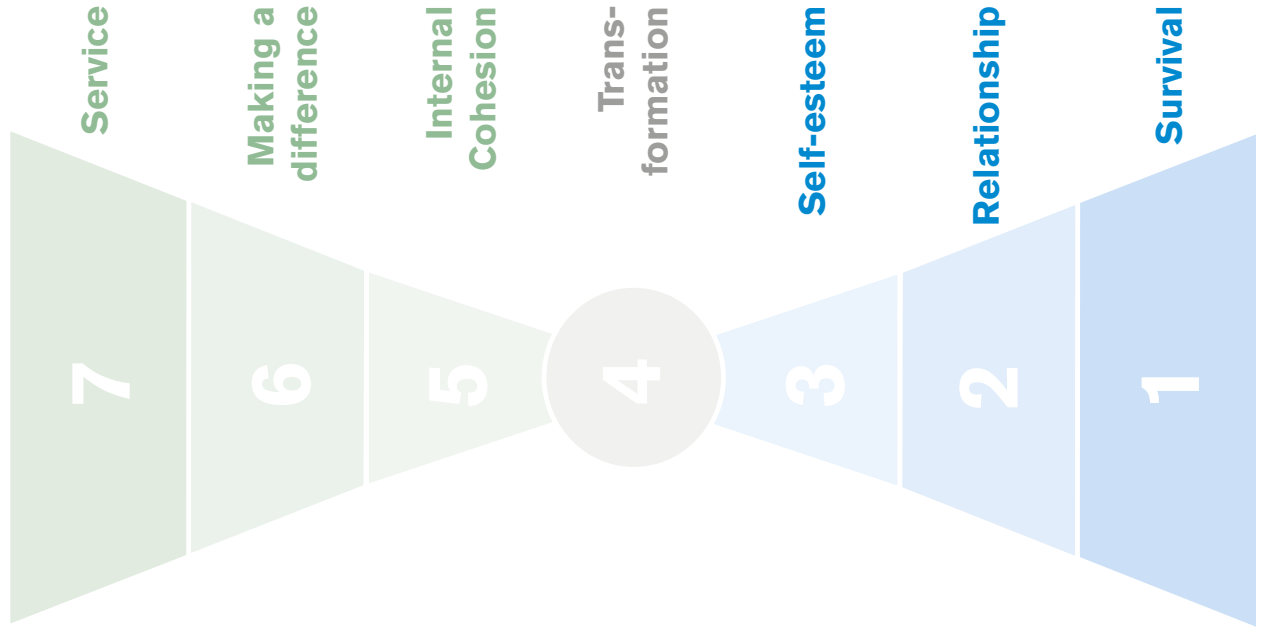 7
Service
6
Making a
difference
5
Internal
Cohesion
4
Trans-
formation
3
Self-esteem
2
Relationship
1
Survival